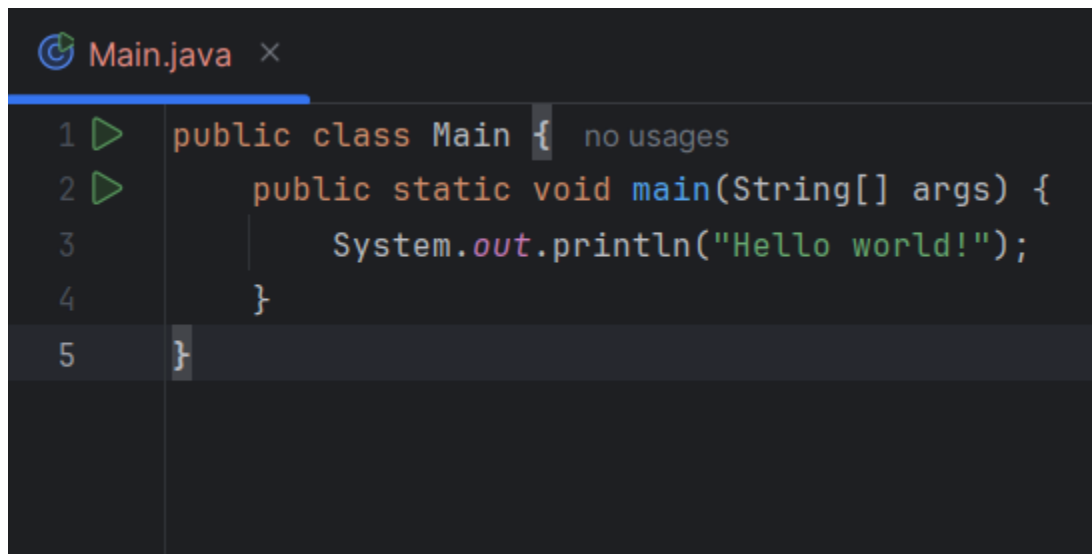 Main.java
1 public class Main { no usages
2     public static void main(String[] args) {
3         System.out.println("Hello world!");
4     }
5 }